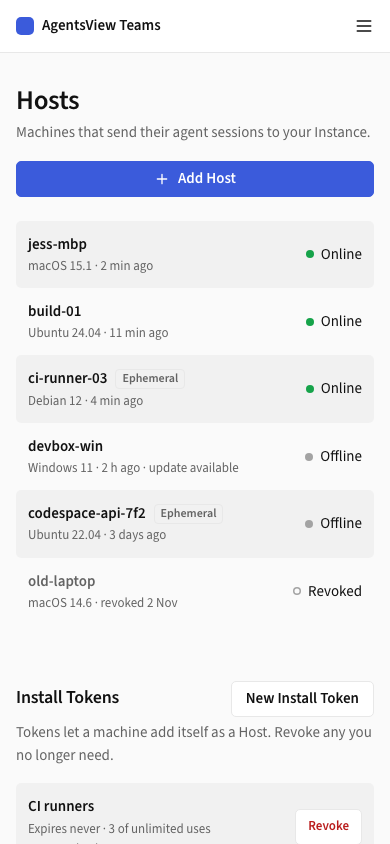 AgentsView Teams
Hosts
Machines that send their agent sessions to your Instance.
+ Add Host
jess-mbp
macOS 15.1 · 2 min ago
Online
build-01
Ubuntu 24.04 · 11 min ago
Online
ci-runner-03 Ephemeral
Debian 12 · 4 min ago
Online
devbox-win
Windows 11 · 2 h ago · update available
Offline
codespace-api-7f2 Ephemeral
Ubuntu 22.04 · 3 days ago
Offline
old-laptop
macOS 14.6 · revoked 2 Nov
Revoked
Install Tokens
New Install Token
Tokens let a machine add itself as a Host. Revoke any you
no longer need.
CI runners
Expires never · 3 of unlimited uses
Revoke